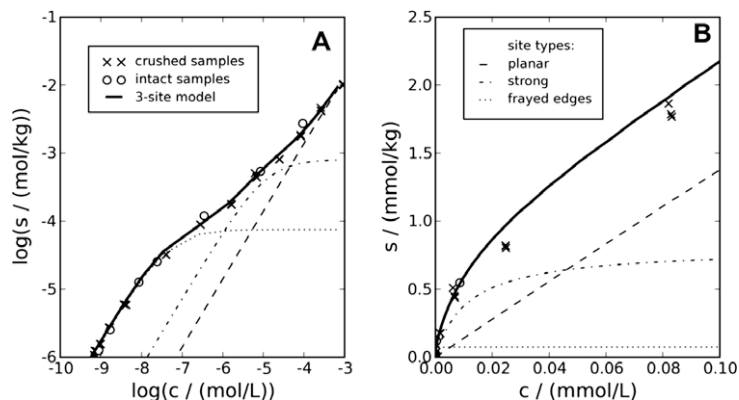 A
log(s / (mol/kg))
-1
-2
-3
-4
-5
-6
× × crushed samples
○ ○ intact samples
3-site model
-10 -9 -8 -7 -6 -5 -4 -3
log(c / (mol/L))
B
s / (mmol/kg)
2.5
2.0
1.5
1.0
0.5
0.0
site types:
planar
strong
frayed edges
0.00 0.02 0.04 0.06 0.08 0.10
c / (mmol/L)